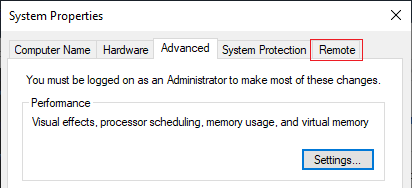 System Properties
Computer Name Hardware Advanced System Protection Remote
You must be logged on as an Administrator to make most of these changes.
Performance
Visual effects, processor scheduling, memory usage, and virtual memory
Settings...